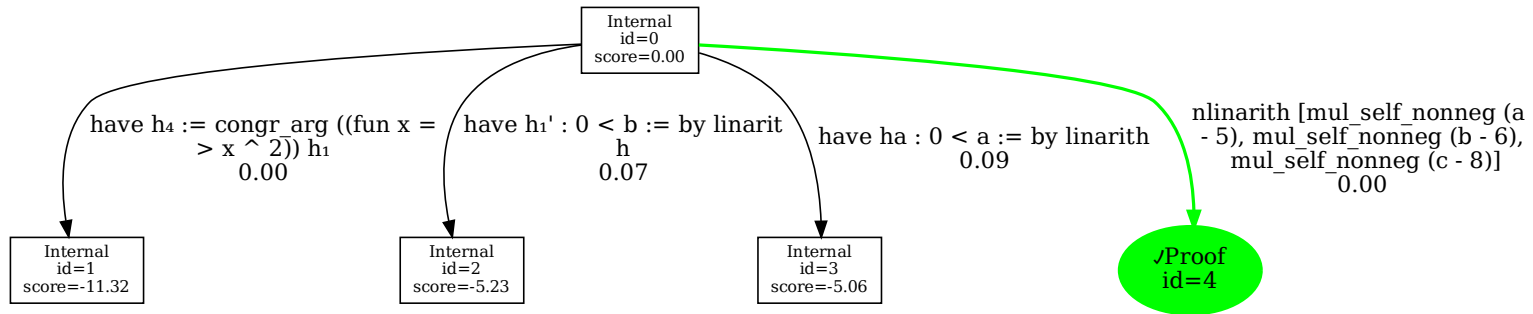 Internal
id=0
score=0.00
have h₄ := congr_arg ((fun x =
> x ^ 2)) h₁
0.00
have h₁' : 0 < b := by linarit
h
0.07
have ha : 0 < a := by linarith
0.09
nlinarith [mul_self_nonneg (a
- 5), mul_self_nonneg (b - 6),
mul_self_nonneg (c - 8)]
0.00
Internal
id=1
score=-11.32
Internal
id=2
score=-5.23
Internal
id=3
score=-5.06
✓Proof
id=4